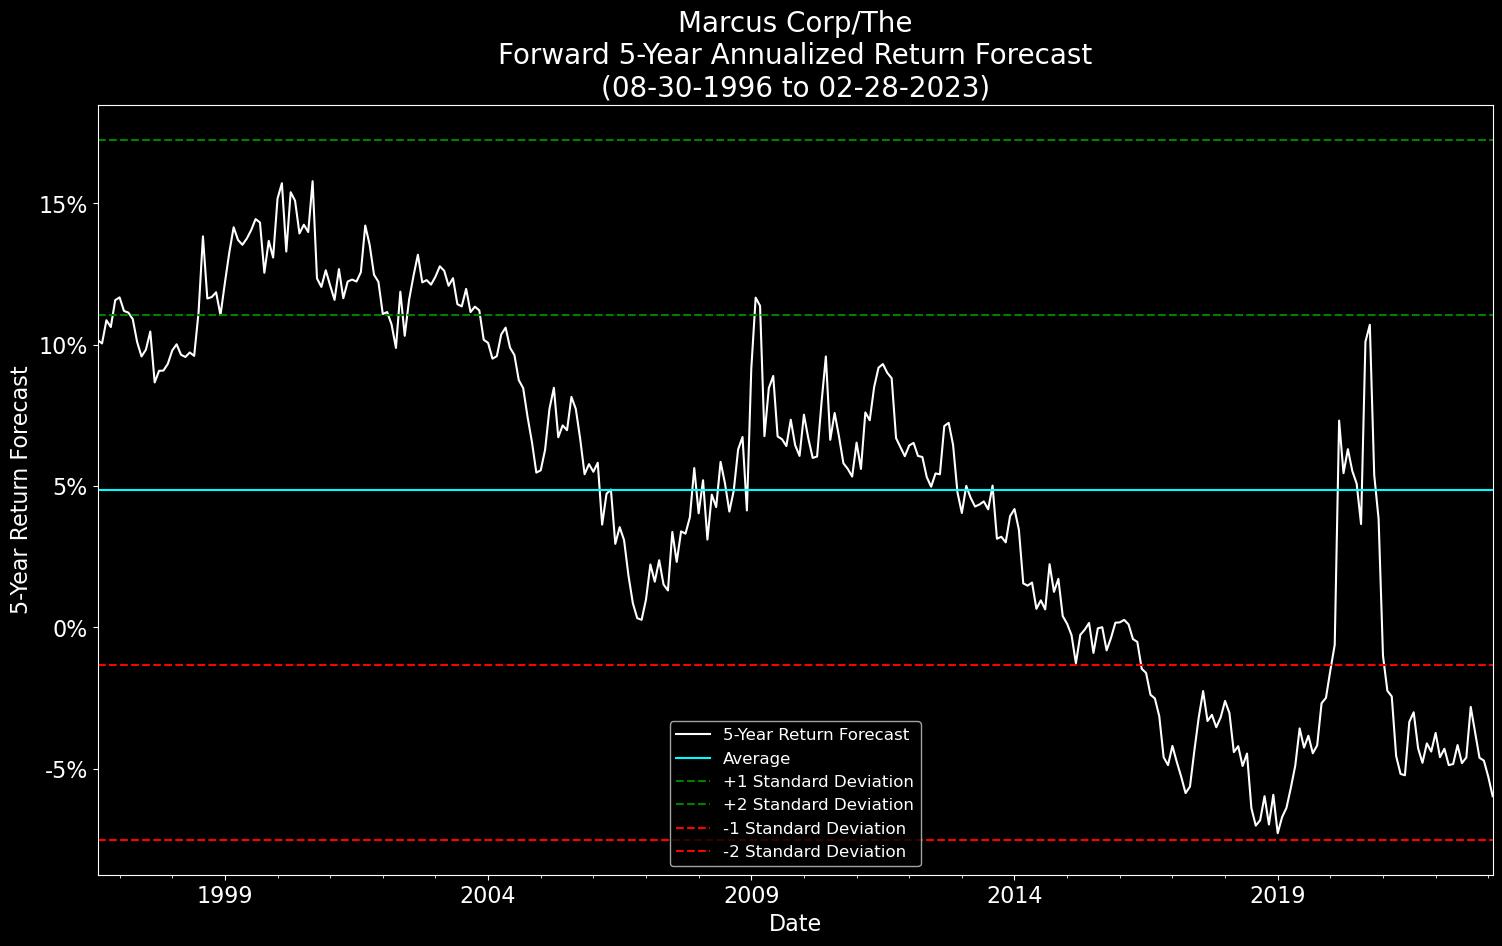 Marcus Corp/The
Forward 5-Year Annualized Return Forecast
(08-30-1996 to 02-28-2023)
5-Year Return Forecast
15%
10%
5%
0%
-5%
5-Year Return Forecast
Average
+1 Standard Deviation
+2 Standard Deviation
-1 Standard Deviation
-2 Standard Deviation
1999
2004
2009
2014
2019
Date